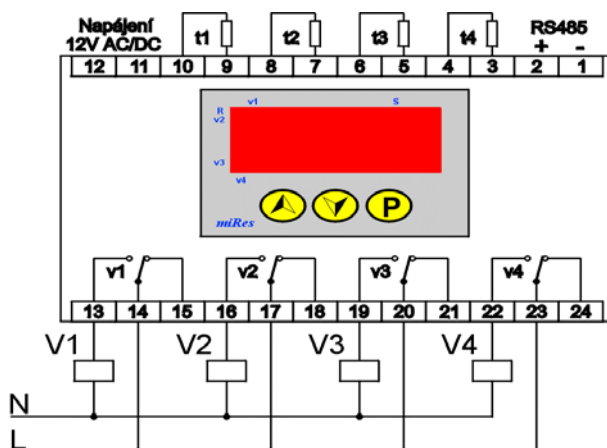 Napájení t1 t2 t3 t4 RS485
12V AC/DC + -
12 11 10 9 8 7 6 5 4 3 2 1
v1 S
R
v2
v3
v4
P
miRes
v1 v2 v3 v4
13 14 15 16 17 18 19 20 21 22 23 24
V1 V2 V3 V4
N
L